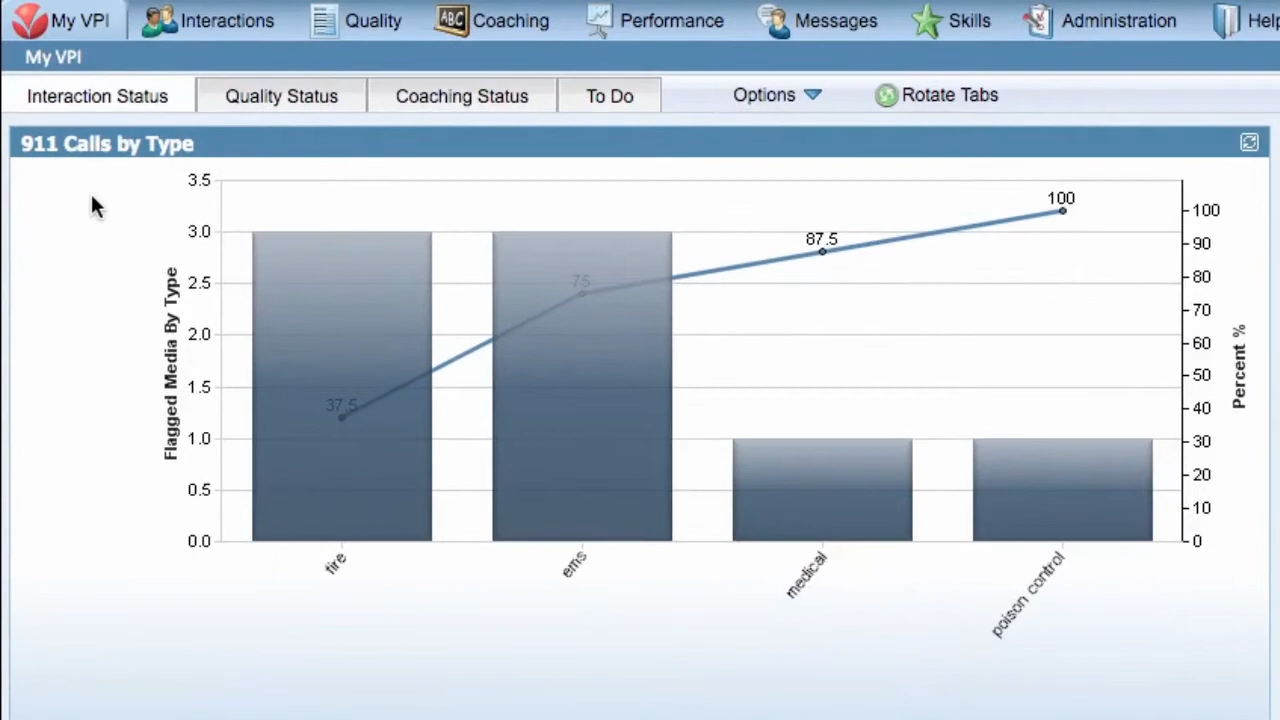 My VPI Interactions Quality ABC Coaching Performance Messages Skills Administration Help
My VPI
Interaction Status Quality Status Coaching Status To Do Options Rotate Tabs
911 Calls by Type
Flagged Media By Type
3.5
3.0
2.5
2.0
1.5
1.0
0.5
0.0
37.5
75
87.5
100
100
90
80
70
60
50
40
30
20
10
0
Percent %
fire
ems
medical
poison control